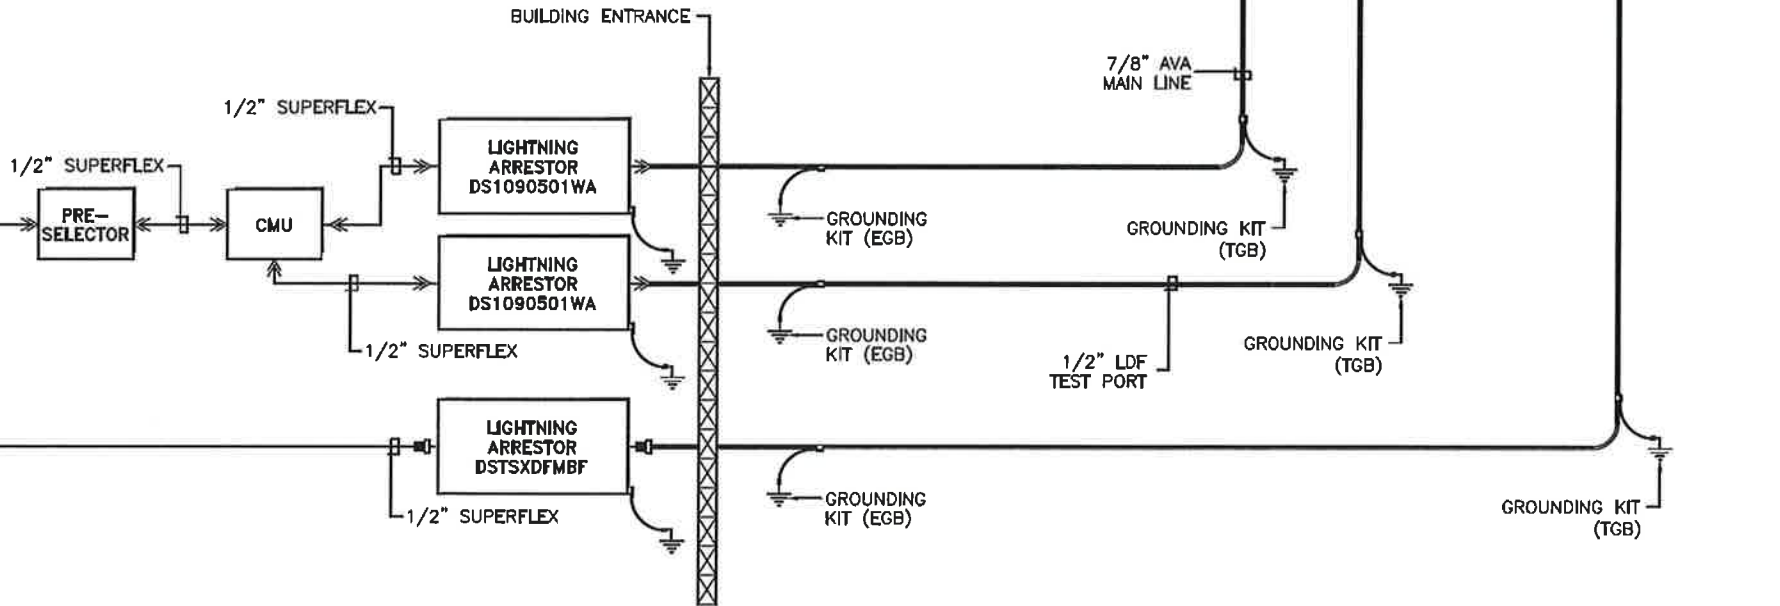 BUILDING ENTRANCE
7/8" AVA
MAIN LINE
1/2" SUPERFLEX
1/2" SUPERFLEX
LIGHTNING
ARRESTOR
DS1090501WA
PRE-
SELECTOR
CMU
GROUNDING
KIT (EGB)
GROUNDING KIT
(TGB)
LIGHTNING
ARRESTOR
DS1090501WA
1/2" SUPERFLEX
GROUNDING
KIT (EGB)
1/2" LDF
TEST PORT
GROUNDING KIT
(TGB)
LIGHTNING
ARRESTOR
DSTSXDFMBF
1/2" SUPERFLEX
GROUNDING
KIT (EGB)
GROUNDING KIT
(TGB)